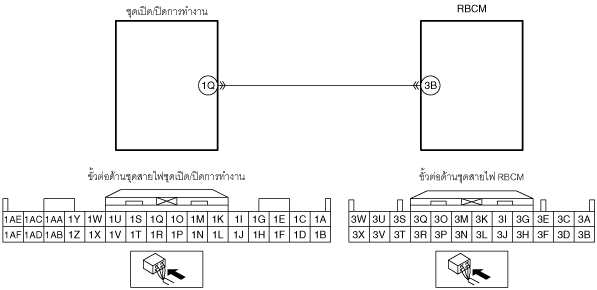 ชุดเปิด/ปิดการทำงาน RBCM
1Q 3B
ขั้วต่อด้านชุดสายไฟชุดเปิด/ปิดการทำงาน ขั้วต่อด้านชุดสายไฟ RBCM
1AE 1AC 1AA 1Y 1W 1U 1S 1Q 1O 1M 1K 1I 1G 1E 1C 1A 3W 3U 3S 3Q 3O 3M 3K 3I 3G 3E 3C 3A
1AF 1AD 1AB 1Z 1X 1V 1T 1R 1P 1N 1L 1J 1H 1F 1D 1B 3X 3V 3T 3R 3P 3N 3L 3J 3H 3F 3D 3B